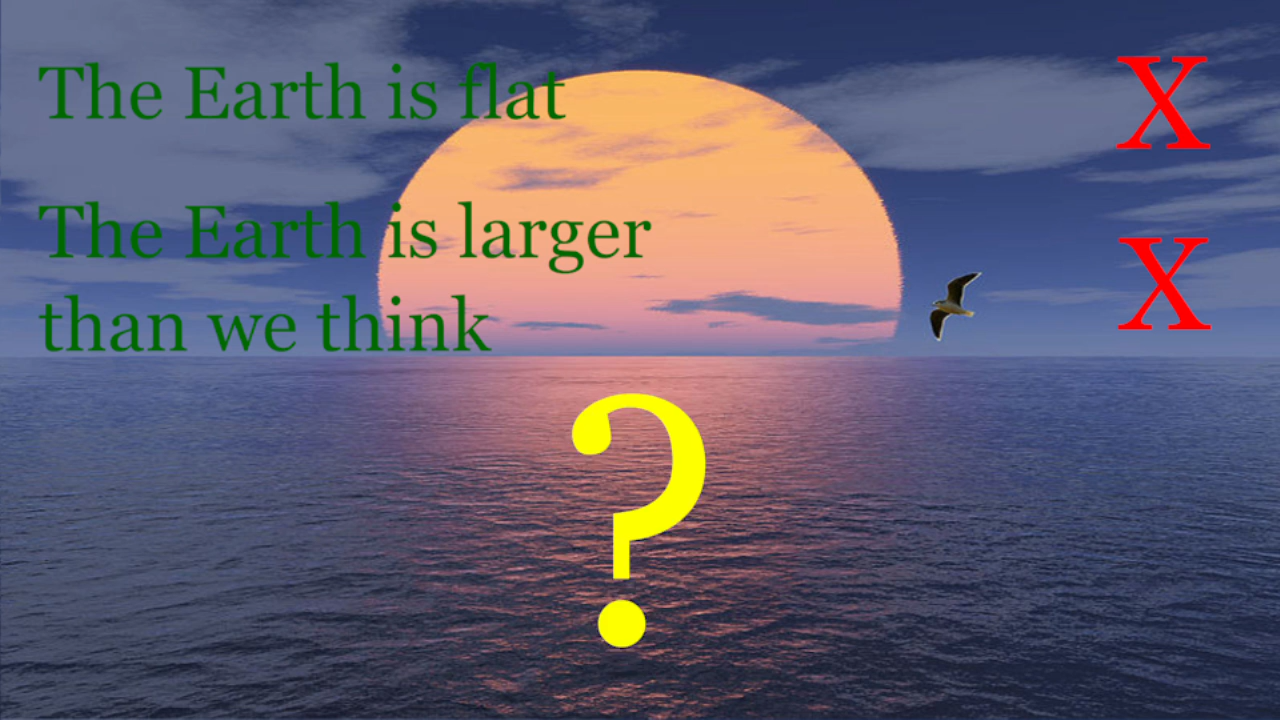 The Earth is flat X
The Earth is larger
than we think X
?